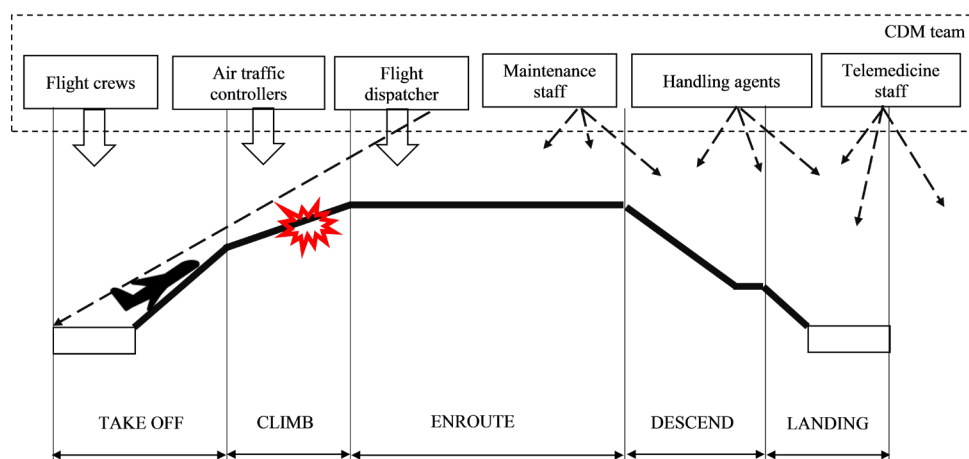 CDM team
Flight crews
Air traffic
controllers
Flight
dispatcher
Maintenance
staff
Handling agents
Telemedicine
staff
TAKE OFF
CLIMB
ENROUTE
DESCEND
LANDING